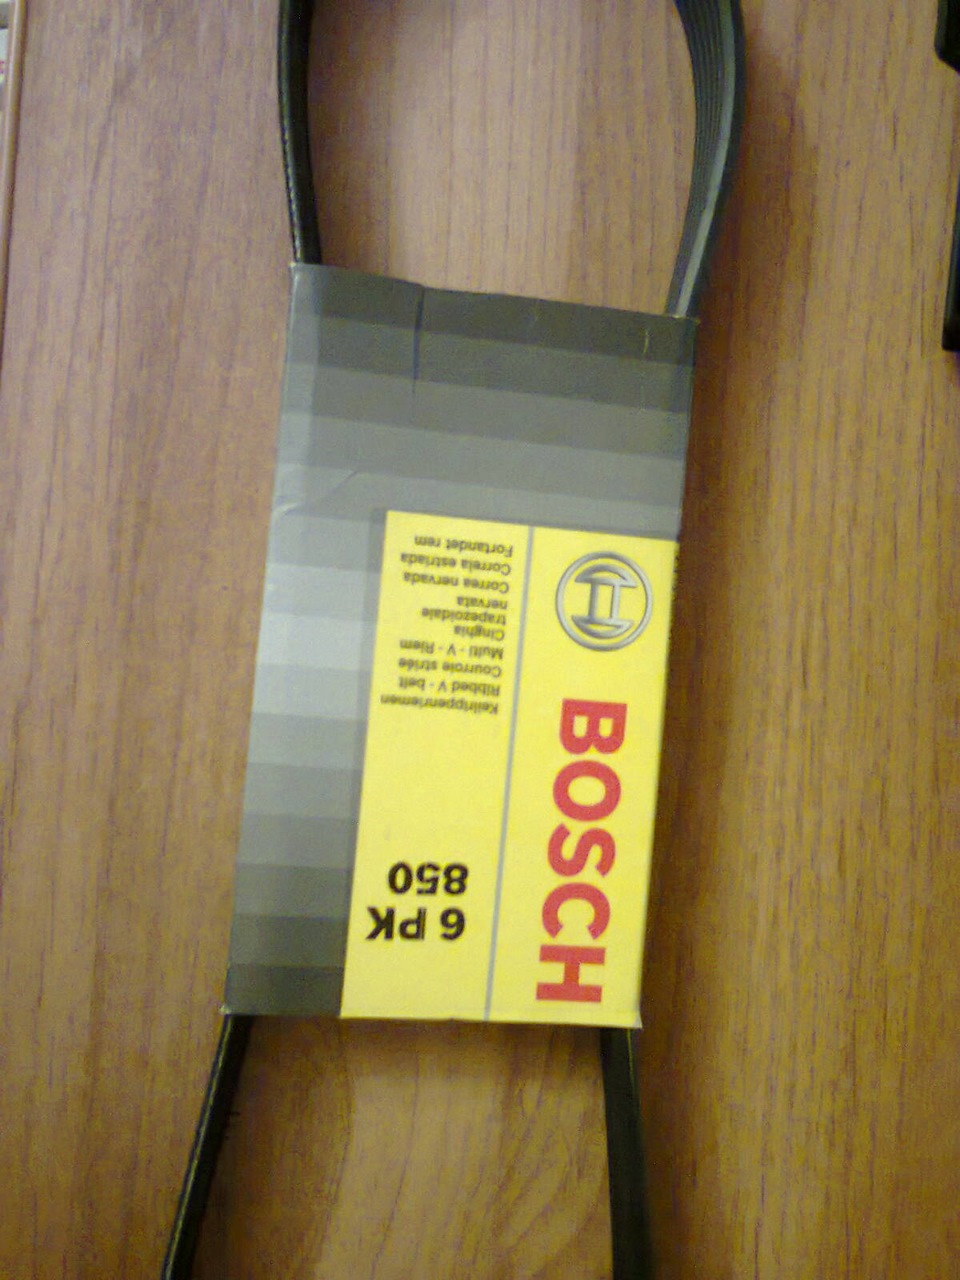 BOSCH
6 PK
850
Keilrippenriemen
Ribbed V - belt
Courroie striée
Multi - V - Riem
Cinghia
trapezoidale
nervata
Correa nervada
Correia estriada
Fortandet rem